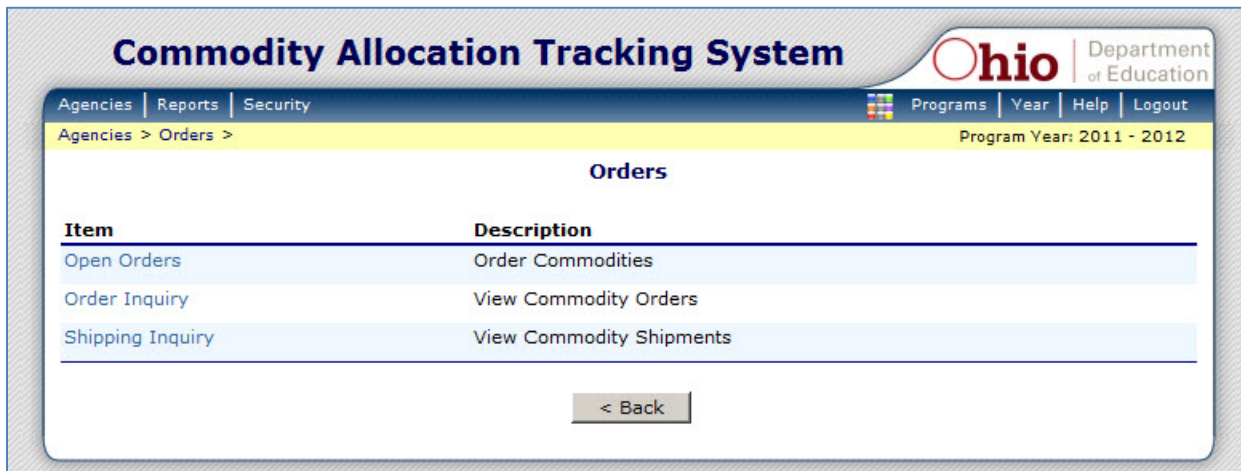 Commodity Allocation Tracking System
Ohio Department
of Education
Agencies | Reports | Security Programs | Year | Help | Logout
Agencies > Orders > Program Year: 2011 - 2012
Orders
Item Description
Open Orders Order Commodities
Order Inquiry View Commodity Orders
Shipping Inquiry View Commodity Shipments
< Back